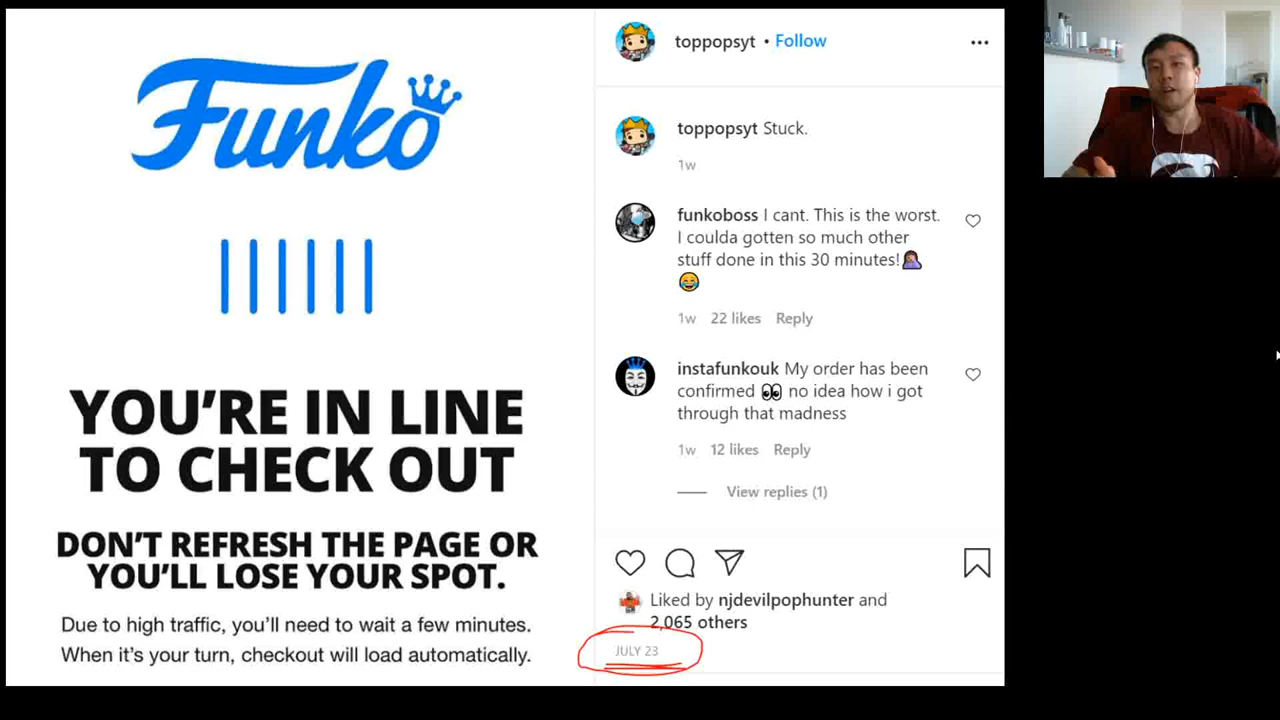 Funko
YOU'RE IN LINE
TO CHECK OUT
DON'T REFRESH THE PAGE OR
YOU'LL LOSE YOUR SPOT.
Due to high traffic, you'll need to wait a few minutes.
When it's your turn, checkout will load automatically.
toppopsyt • Follow
toppopsyt Stuck.
1w
funkoboss I cant. This is the worst.
I coulda gotten so much other
stuff done in this 30 minutes!🤦🏽‍♀️
😂
1w 22 likes Reply
instafunkouk My order has been
confirmed 👀 no idea how i got
through that madness
1w 12 likes Reply
View replies (1)
Liked by njdevilpophunter and
2,065 others
JULY 23